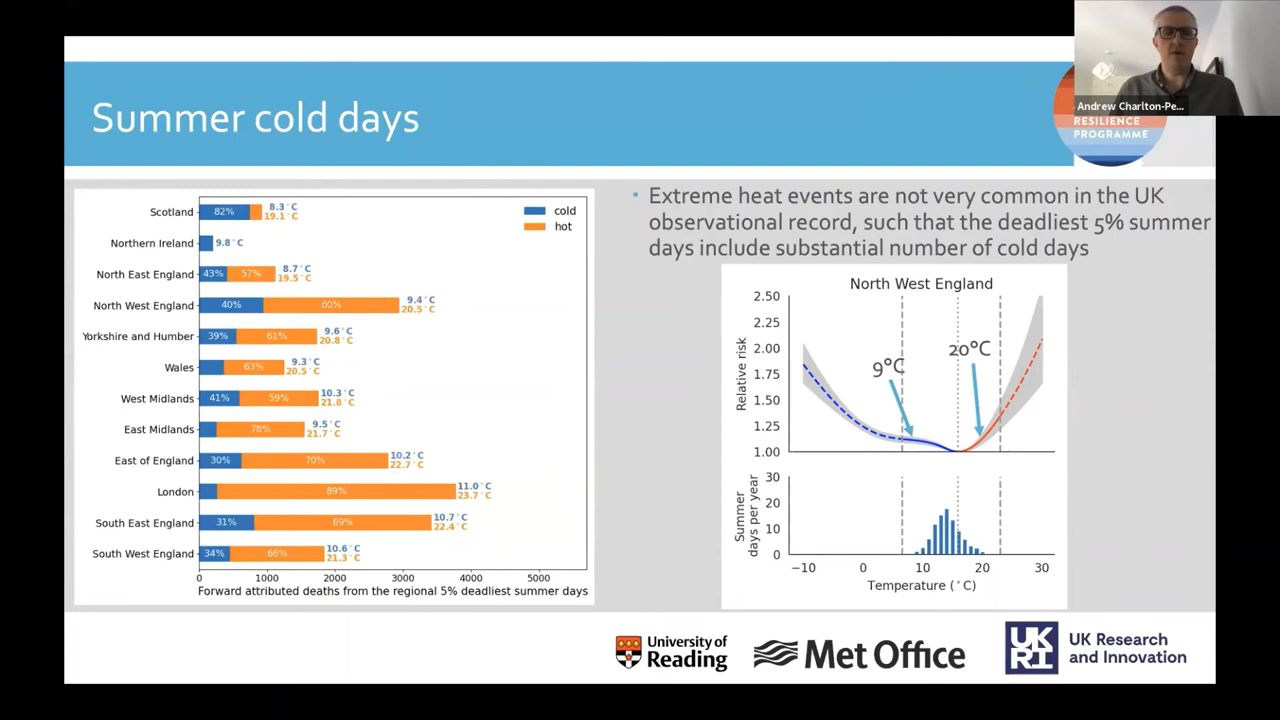 Andrew Charlton-Pe...
RESILIENCE
PROGRAMME
Summer cold days
Scotland
82%
8.3°C
19.1°C
Northern Ireland
9.8°C
North East England
43%
57%
8.7°C
19.5°C
North West England
40%
60%
9.4°C
20.5°C
Yorkshire and Humber
39%
61%
9.6°C
20.8°C
Wales
63%
9.3°C
20.5°C
West Midlands
41%
59%
10.3°C
21.8°C
East Midlands
78%
9.5°C
21.7°C
East of England
30%
70%
10.2°C
22.7°C
London
89%
11.0°C
23.7°C
South East England
31%
69%
10.7°C
22.4°C
South West England
34%
66%
10.6°C
21.3°C
cold
hot
0 1000 2000 3000 4000 5000
Forward attributed deaths from the regional 5% deadliest summer days
• Extreme heat events are not very common in the UK
observational record, such that the deadliest 5% summer
days include substantial number of cold days
North West England
Relative risk
2.50
2.25
2.00
1.75
1.50
1.25
1.00
9°C
20°C
Summer
days per year
30
20
10
0
−10 0 10 20 30
Temperature (°C)
University of
Reading
Met Office
UK
RI
UK Research
and Innovation